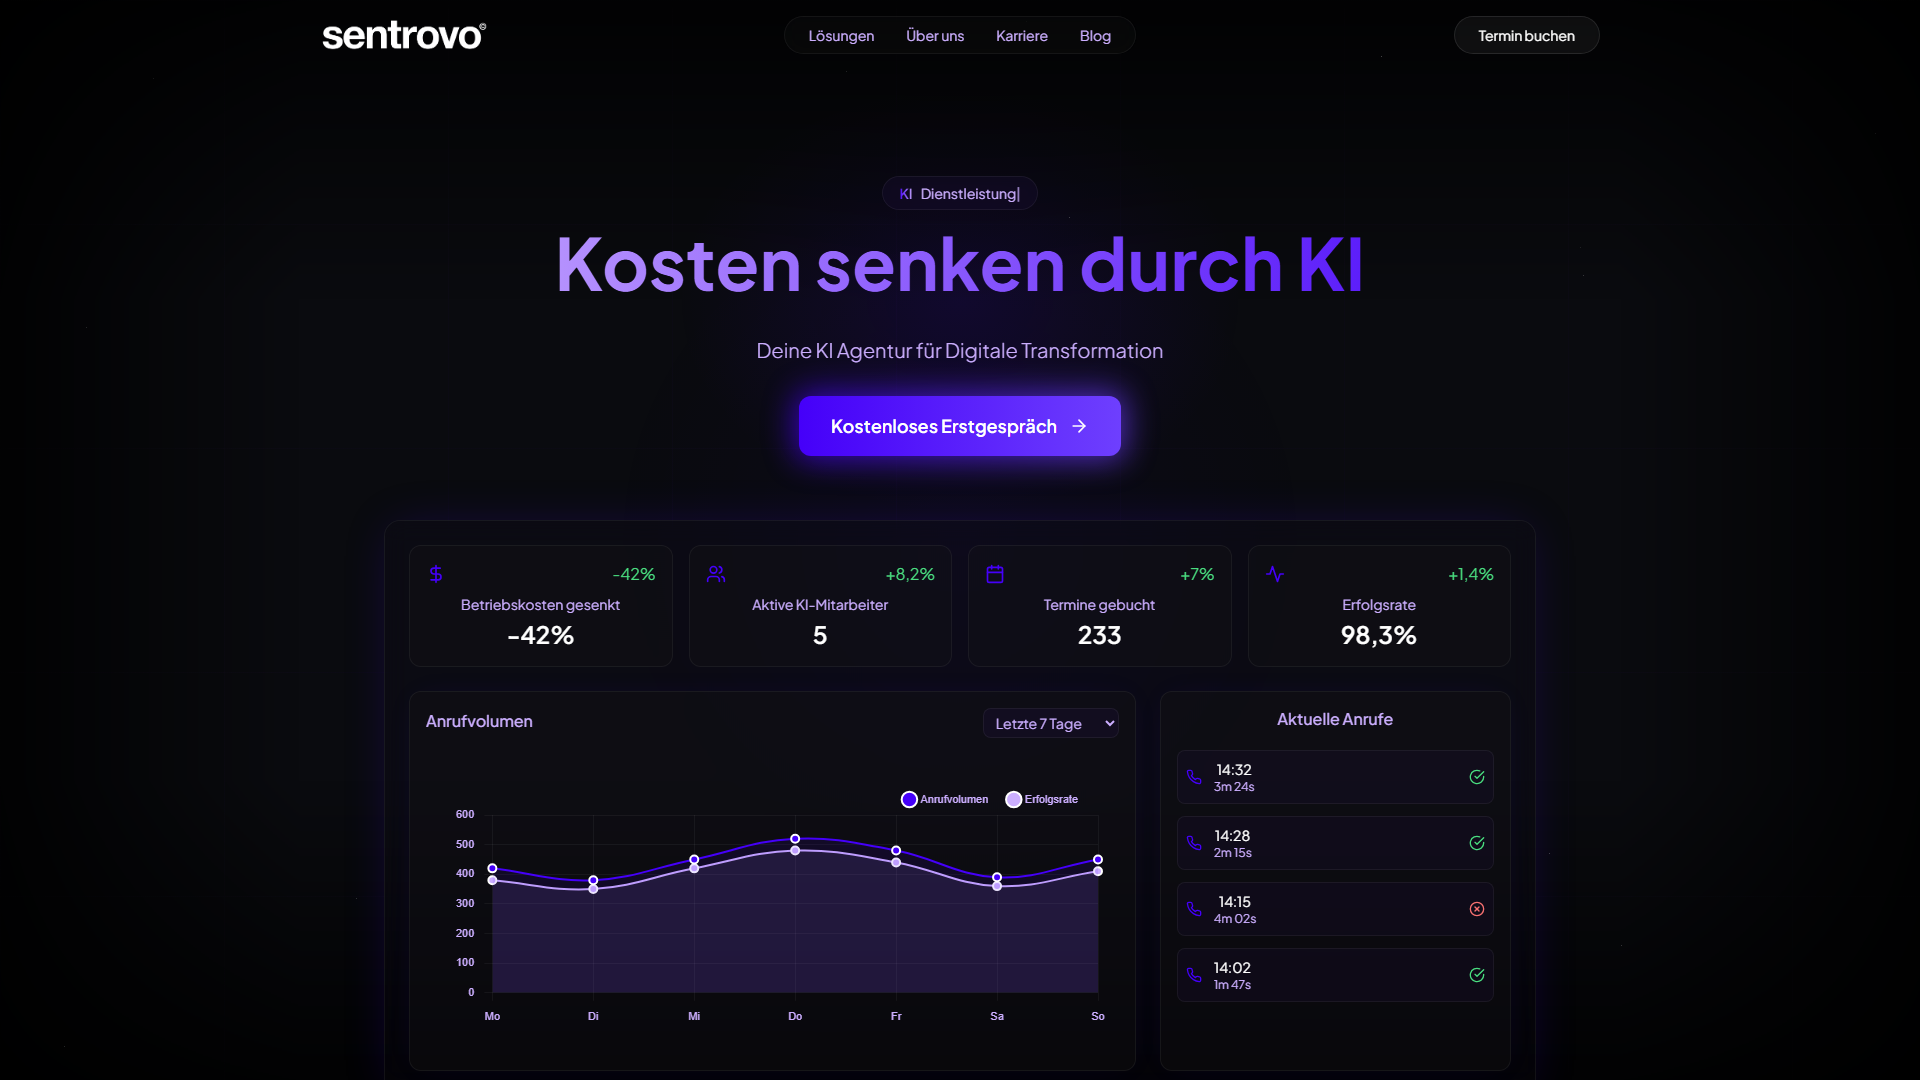 sentrovo©
Lösungen Über uns Karriere Blog
Termin buchen
KI Dienstleistung|
Kosten senken durch KI
Deine KI Agentur für Digitale Transformation
Kostenloses Erstgespräch →
-42%
Betriebskosten gesenkt
-42%
+8,2%
Aktive KI-Mitarbeiter
5
+7%
Termine gebucht
233
+1,4%
Erfolgsrate
98,3%
Anrufvolumen
Letzte 7 Tage
Anrufvolumen Erfolgsrate
600
500
400
300
200
100
0
Mo Di Mi Do Fr Sa So
Aktuelle Anrufe
14:32
3m 24s
14:28
2m 15s
14:15
4m 02s
14:02
1m 47s